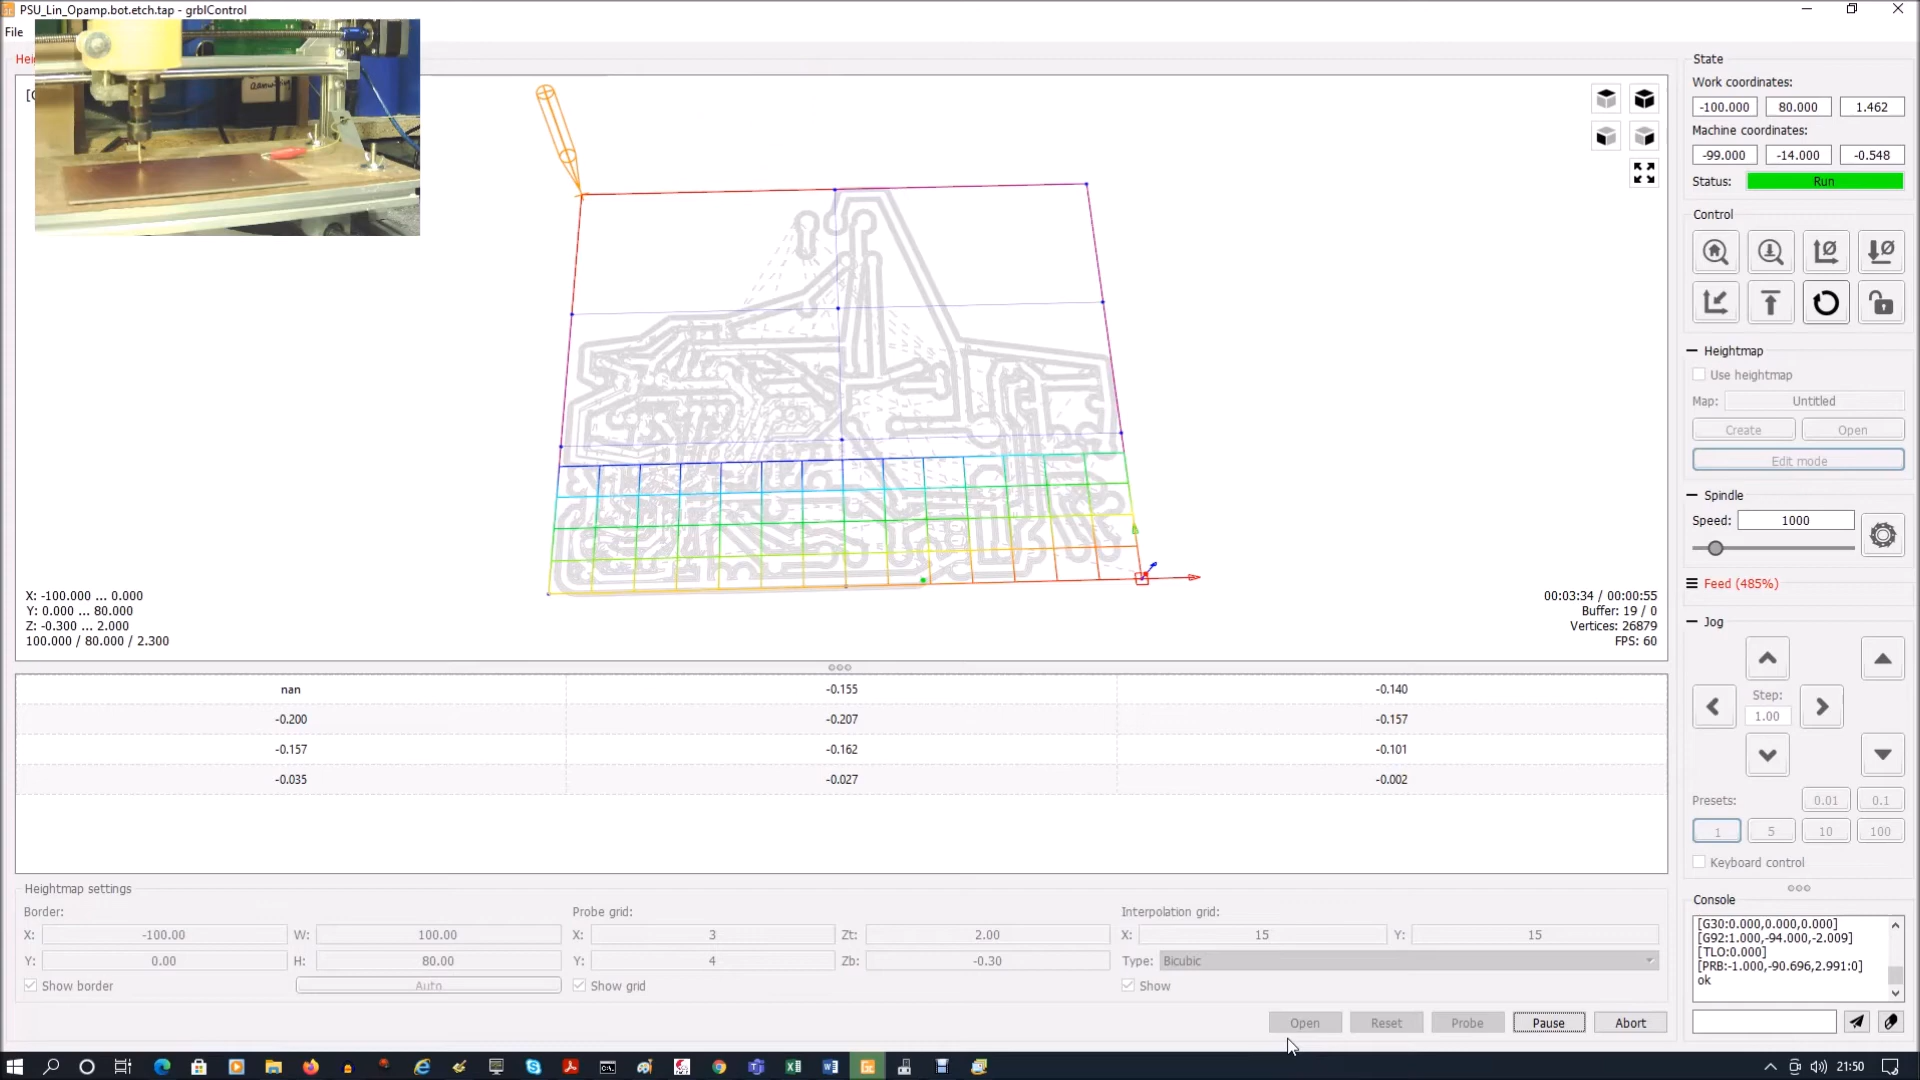 PSU_Lin_Opamp.bot.etch.tap - grblControl
File
State
Work coordinates:
-100.000 80.000 1.462
Machine coordinates:
-99.000 -14.000 -0.548
Status: Run
Control
Heightmap
Use heightmap
Map: Untitled
Create Open
Edit mode
Spindle
Speed: 1000
Feed (485%)
Jog
Step:
1.00
Presets: 0.01 0.1
1 5 10 100
Keyboard control
Console
[G30:0.000,0.000,0.000]
[G92:1.000,-94.000,-2.009]
[TLO:0.000]
[PRB:-1.000,-90.696,2.991:0]
ok
X: -100.000 ... 0.000
Y: 0.000 ... 80.000
Z: -0.300 ... 2.000
100.000 / 80.000 / 2.300
00:03:34 / 00:00:55
Buffer: 19 / 0
Vertices: 26879
FPS: 60
nan -0.155 -0.140
-0.200 -0.207 -0.157
-0.157 -0.162 -0.101
-0.035 -0.027 -0.002
Heightmap settings
Border: Probe grid: Interpolation grid:
X: -100.00 W: 100.00 X: 3 Zt: 2.00 X: 15 Y: 15
Y: 0.00 H: 80.00 Y: 4 Zb: -0.30 Type: Bicubic
Show border Auto Show grid Show
Open Reset Probe Pause Abort
21:50